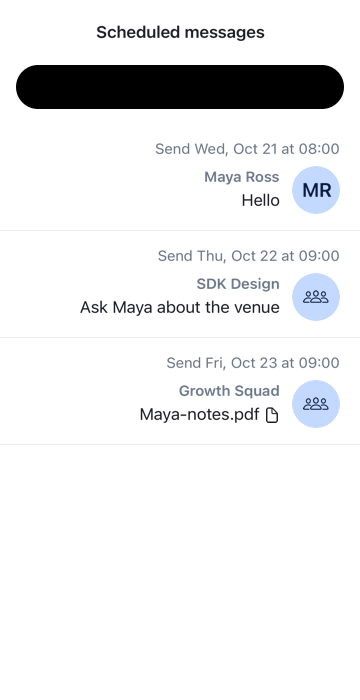 Scheduled messages
Send Wed, Oct 21 at 08:00
Maya Ross
MR
Hello
Send Thu, Oct 22 at 09:00
SDK Design
Ask Maya about the venue
Send Fri, Oct 23 at 09:00
Growth Squad
Maya-notes.pdf